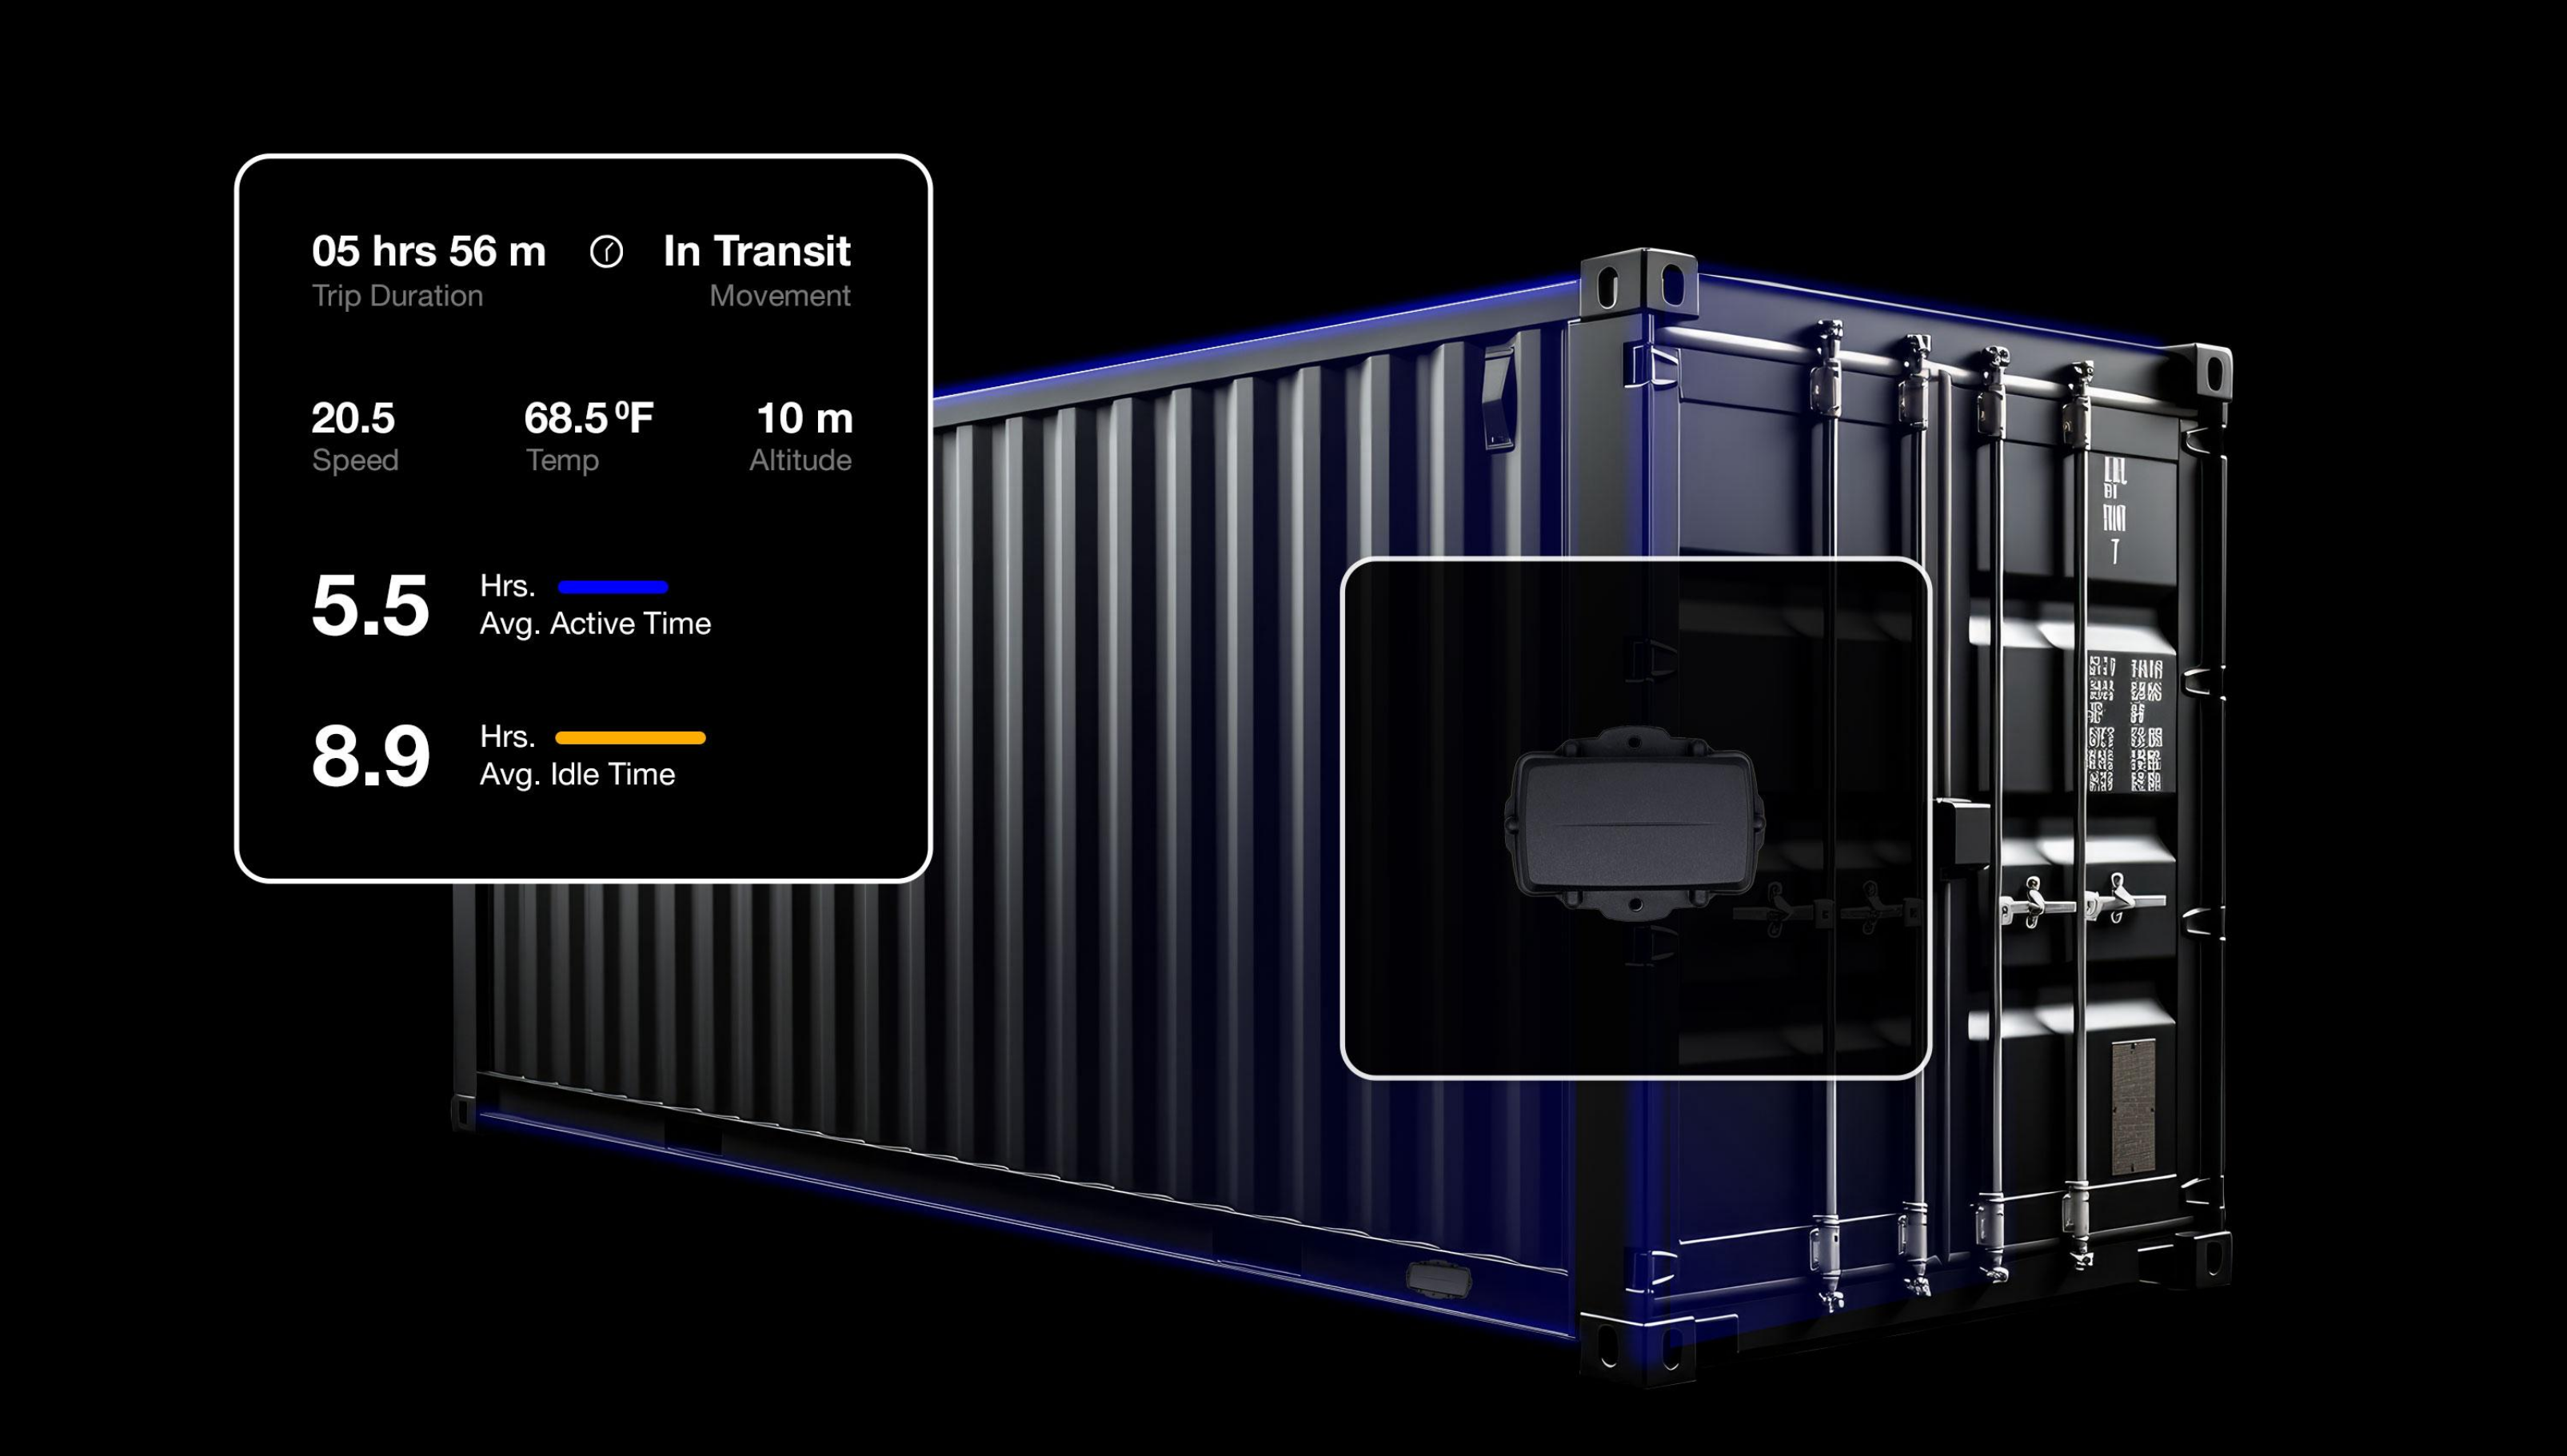 05 hrs 56 m In Transit
Trip Duration Movement
20.5 68.5 ⁰F 10 m
Speed Temp Altitude
5.5 Hrs.
Avg. Active Time
8.9 Hrs.
Avg. Idle Time